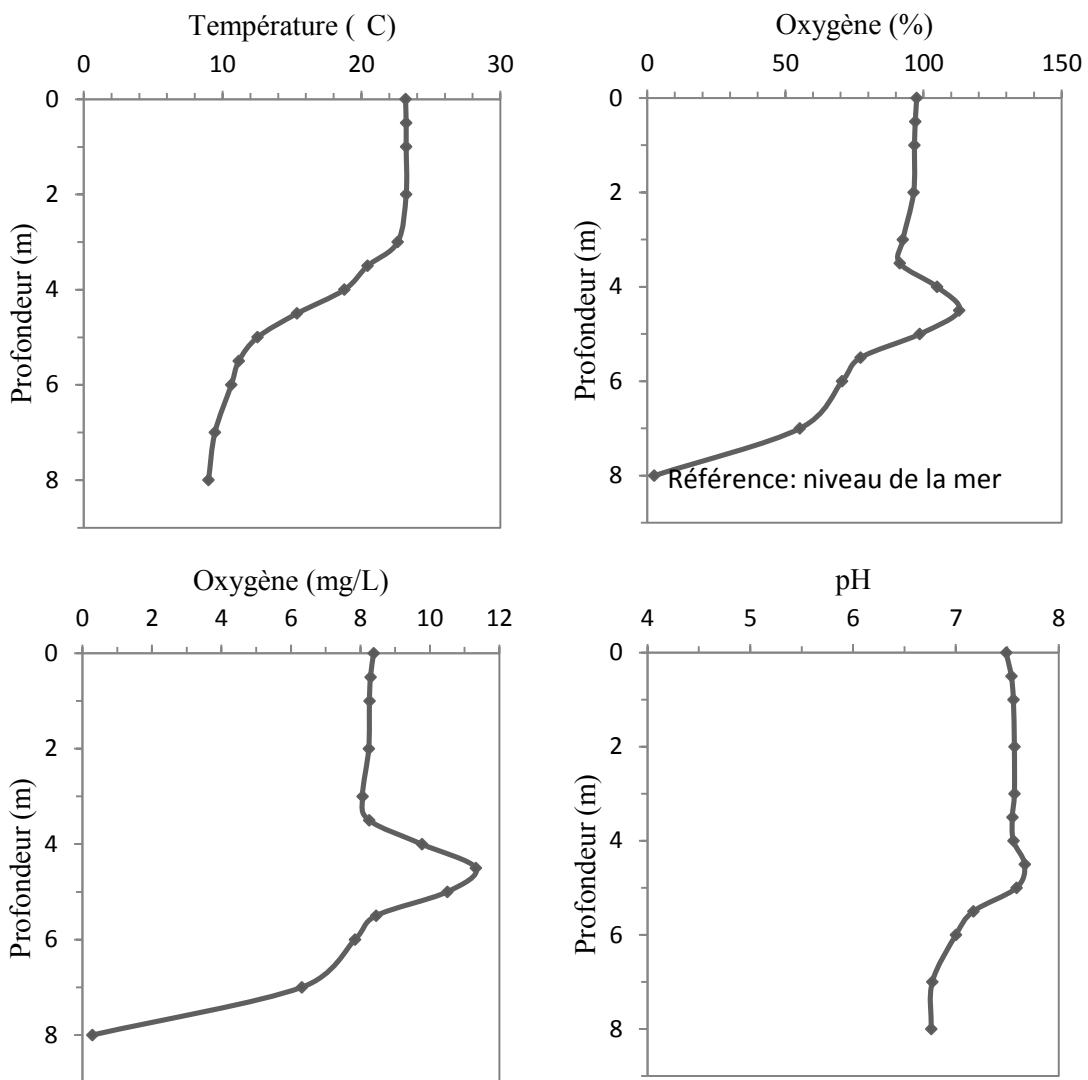 Température ( C)
0 10 20 30
0
2
4
6
8
Profondeur (m)
Oxygène (%)
0 50 100 150
0
2
4
6
8
Profondeur (m)
Référence: niveau de la mer
Oxygène (mg/L)
0 2 4 6 8 10 12
0
2
4
6
8
Profondeur (m)
pH
4 5 6 7 8
0
2
4
6
8
Profondeur (m)